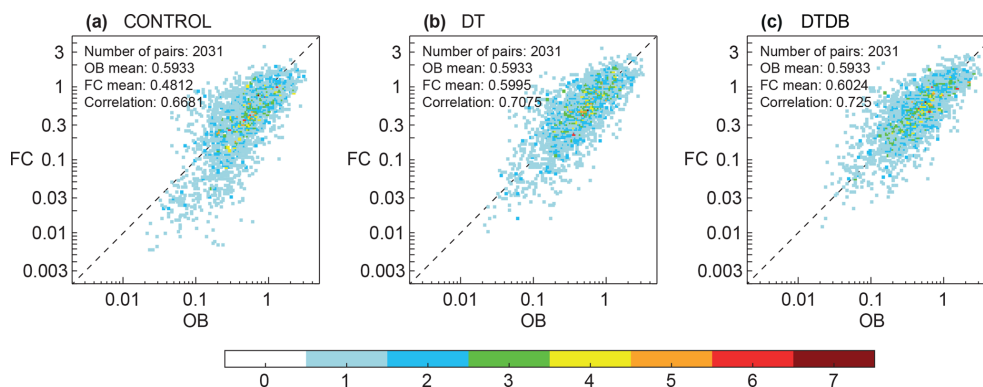 (a) CONTROL
Number of pairs: 2031
OB mean: 0.5933
FC mean: 0.4812
Correlation: 0.6681
3
1
0.3
FC 0.1
0.03
0.01
0.003
0.01 0.1 1
OB
(b) DT
Number of pairs: 2031
OB mean: 0.5933
FC mean: 0.5995
Correlation: 0.7075
3
1
0.3
FC 0.1
0.03
0.01
0.003
0.01 0.1 1
OB
(c) DTDB
Number of pairs: 2031
OB mean: 0.5933
FC mean: 0.6024
Correlation: 0.725
3
1
0.3
FC 0.1
0.03
0.01
0.003
0.01 0.1 1
OB
0 1 2 3 4 5 6 7